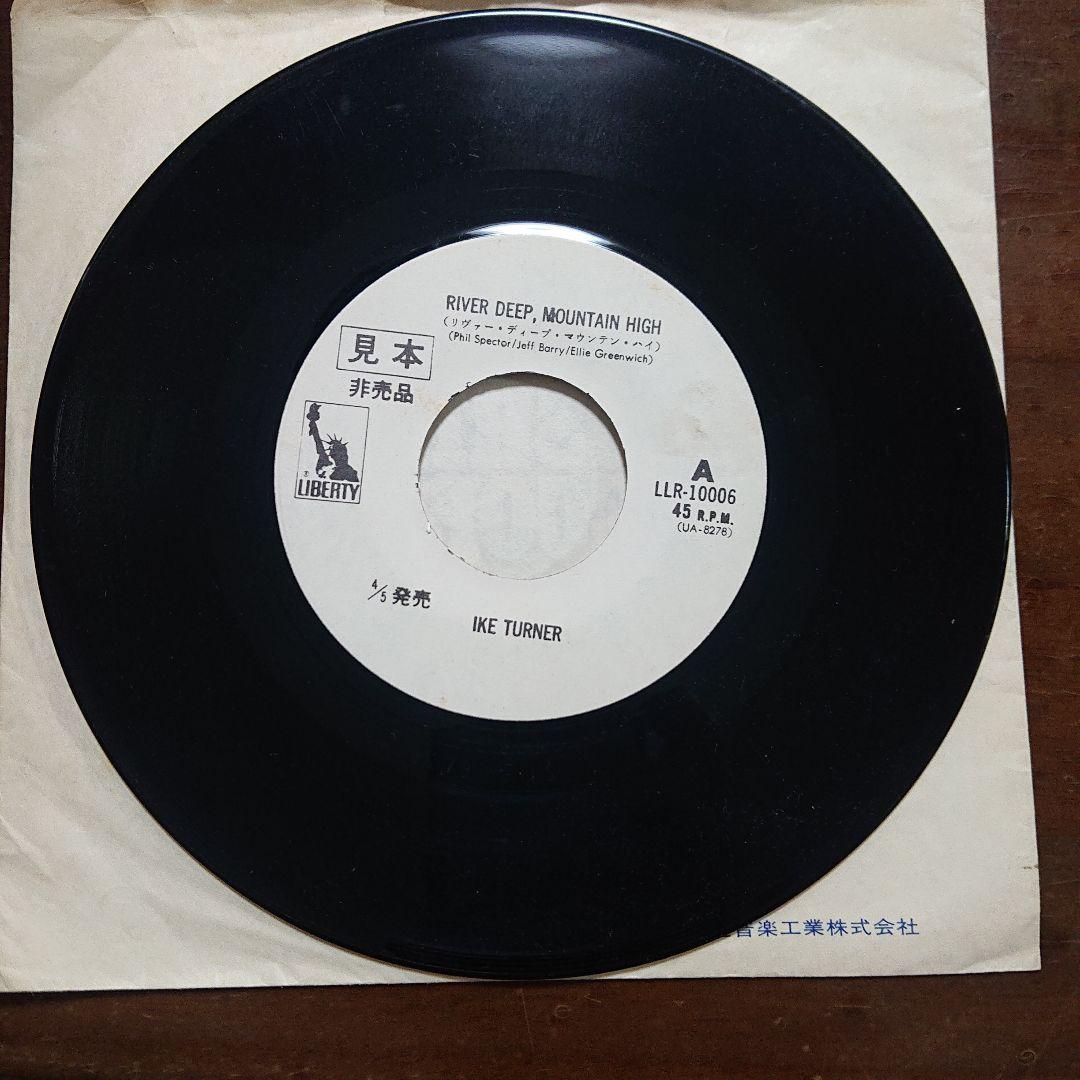 RIVER DEEP, MOUNTAIN HIGH
(リヴァー・ディープ・マウンテン・ハイ)
(Phil Spector/Jeff Barry/Ellie Greenwich)
見本
非売品
® LIBERTY
A
LLR-10006
45 R.P.M.
(UA-8276)
4/5 発売
IKE TURNER
音楽工業株式会社